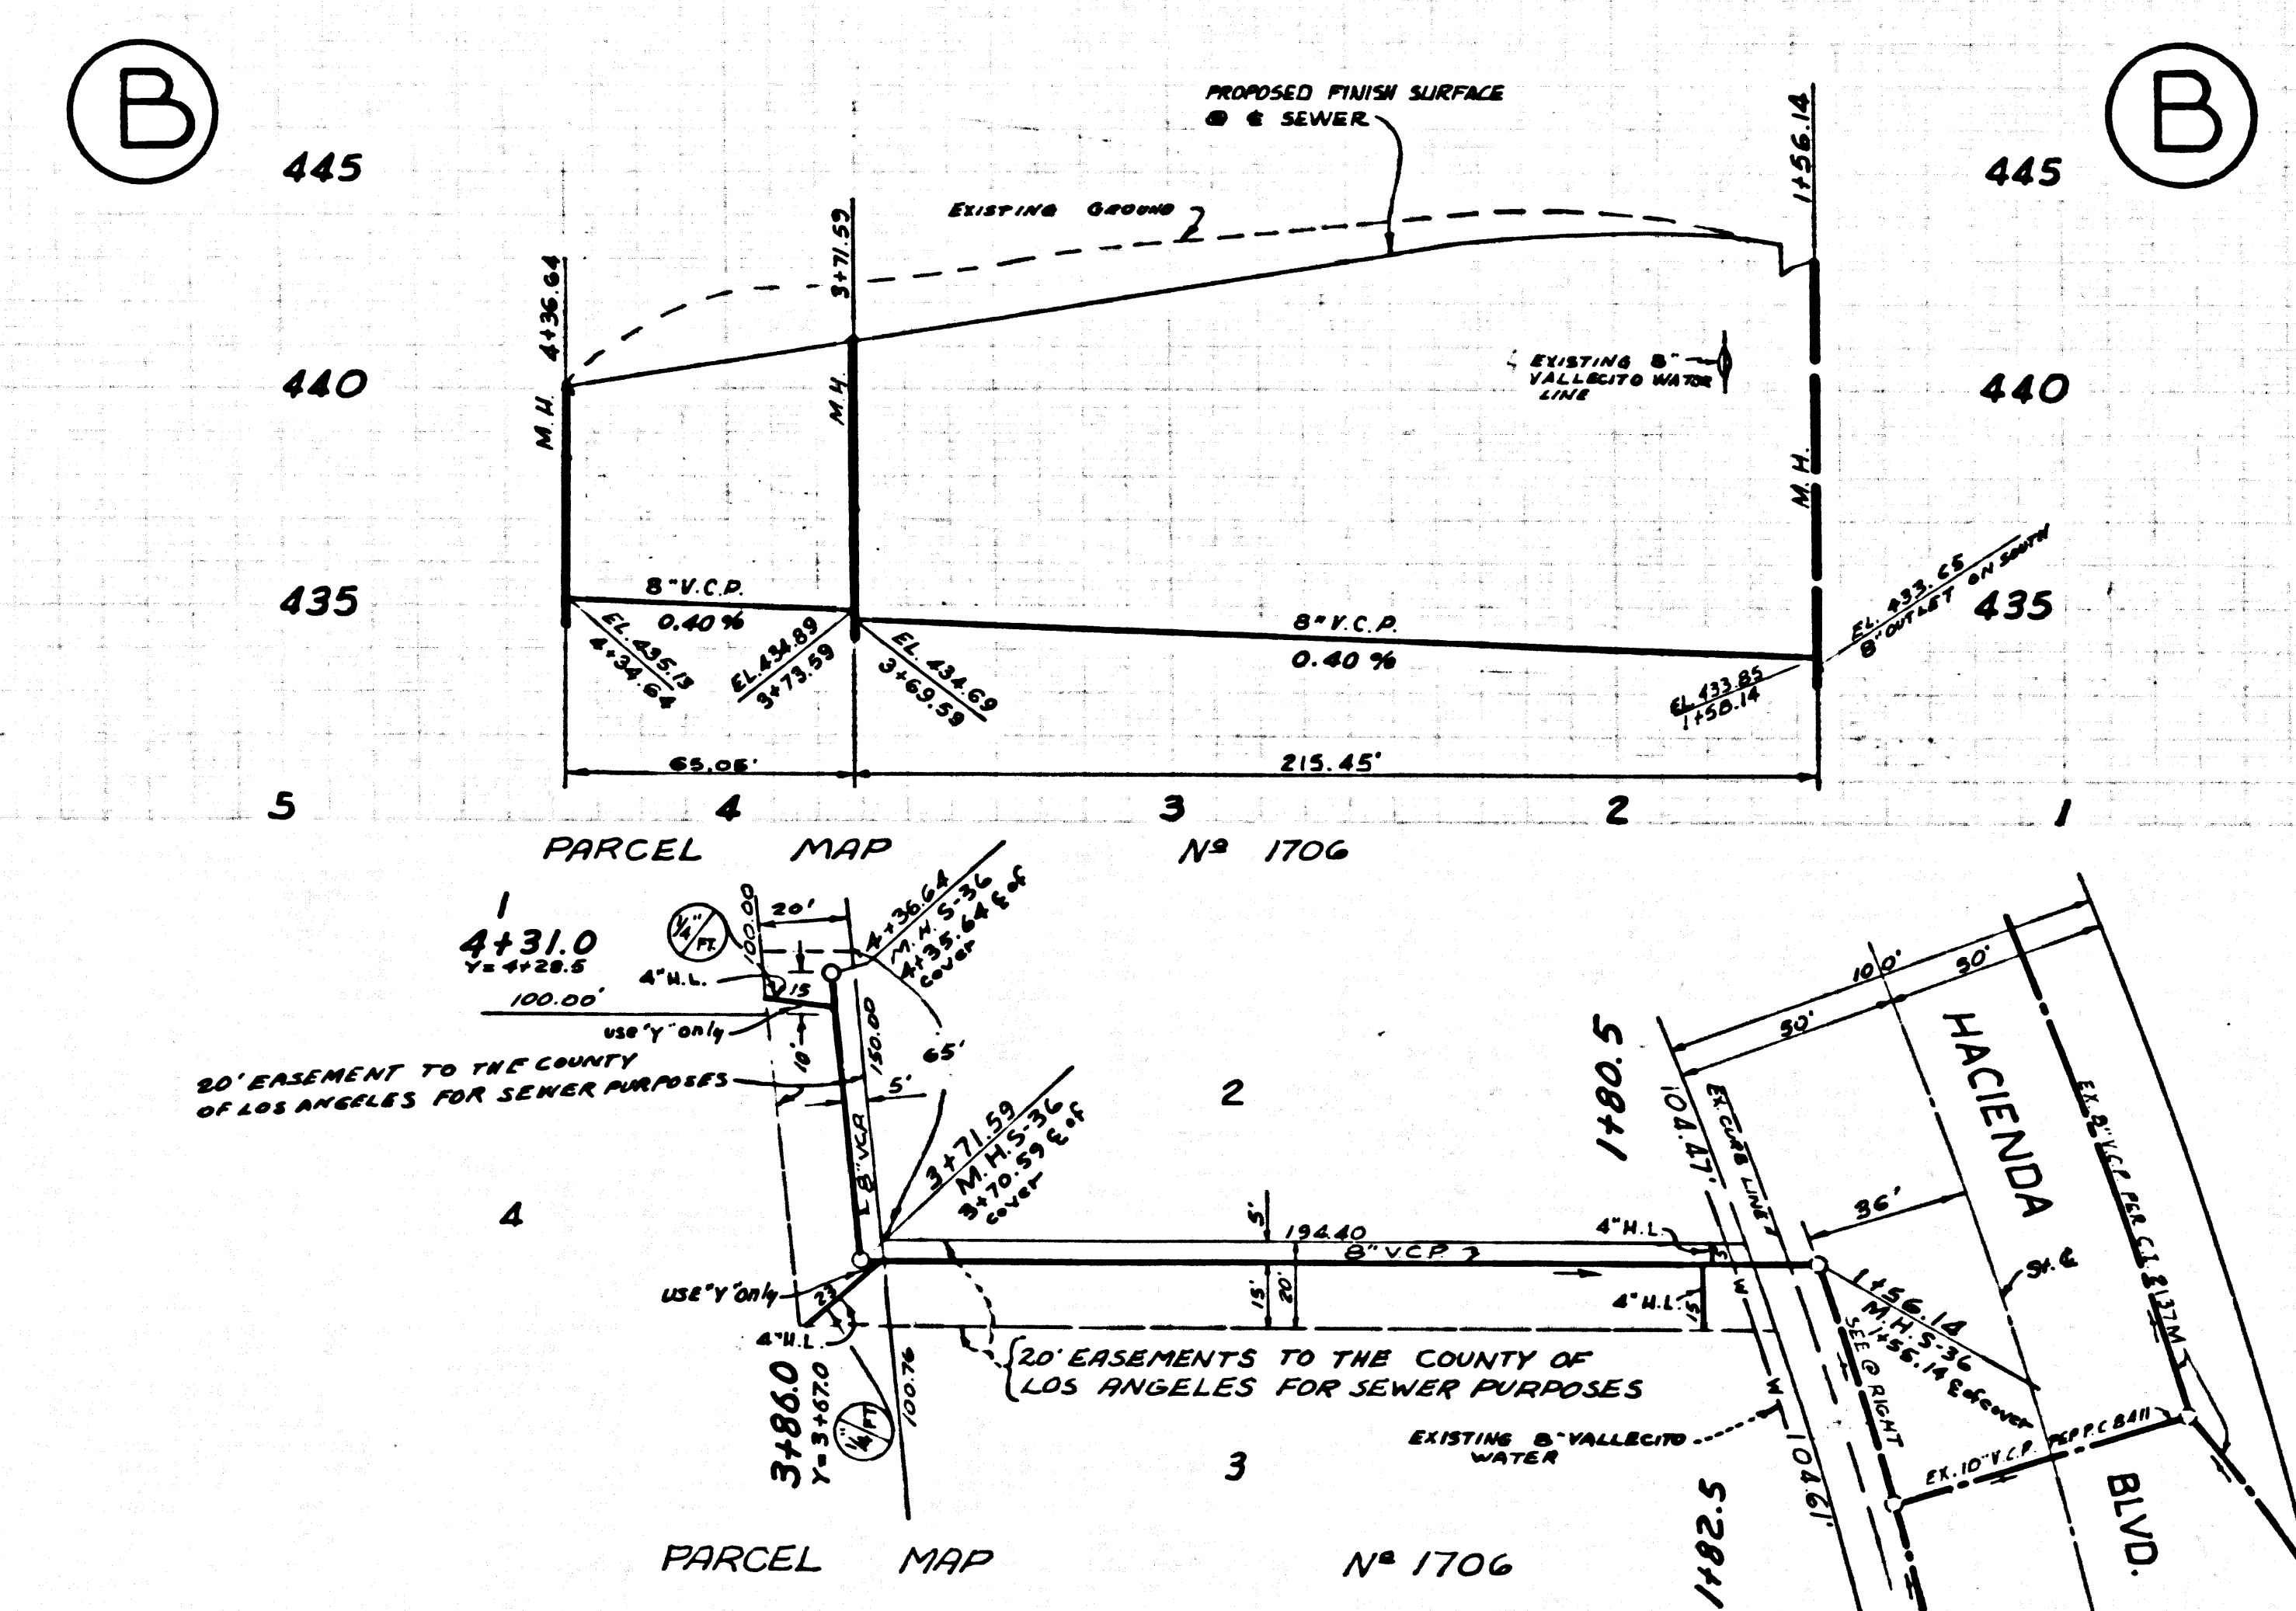 B
B
445
445
PROPOSED FINISH SURFACE
@ ℄ SEWER
1+56.14
EXISTING GROUND
3+71.59
4+36.64
440
440
EXISTING 8"
VALLECITO WATER
LINE
M.H.
M.H.
M.H.
435
435
8" V.C.P.
0.40 %
EL. 435.13
4+34.64
EL. 434.89
3+73.59
EL. 434.69
3+69.59
8" V.C.P.
0.40 %
EL. 433.85
1+58.14
EL. 433.65
8" OUTLET ON SOUTH
65.05'
215.45'
5
4
3
2
1
PARCEL MAP Nº 1706
1
4+31.0
Y= 4+28.5
100.00'
1/4"/FT.
100.00
20'
4" H.L.
15
use "Y" only
10'
4+36.64
M.H. S-36
4+35.64 ℄ of
cover
150.00
65'
5'
20' EASEMENT TO THE COUNTY
OF LOS ANGELES FOR SEWER PURPOSES
8" V.C.P.
3+71.59
M.H. S-36
3+70.59 ℄ of
cover
2
4
5'
194.40
8" V.C.P.
4" H.L.
5'
15'
20'
4" H.L.
15'
USE "Y" only
23
4" H.L.
3+86.0
Y= 3+67.0
1/4"/FT.
100.76
20' EASEMENTS TO THE COUNTY OF
LOS ANGELES FOR SEWER PURPOSES
3
EXISTING 8" VALLECITO
WATER
1+80.5
104.47'
EX. CURB LINE
100'
50'
50'
HACIENDA
BLVD.
36'
St. ℄
EX. 8" V.C.P. PER C.I. 2137M
W
W
1+56.14
M.H. S-36
1+55.14 ℄ of cover
SEE @ RIGHT
EX. 10" V.C.P. PER P.C. 8411
104.61'
1+82.5
PARCEL MAP Nº 1706